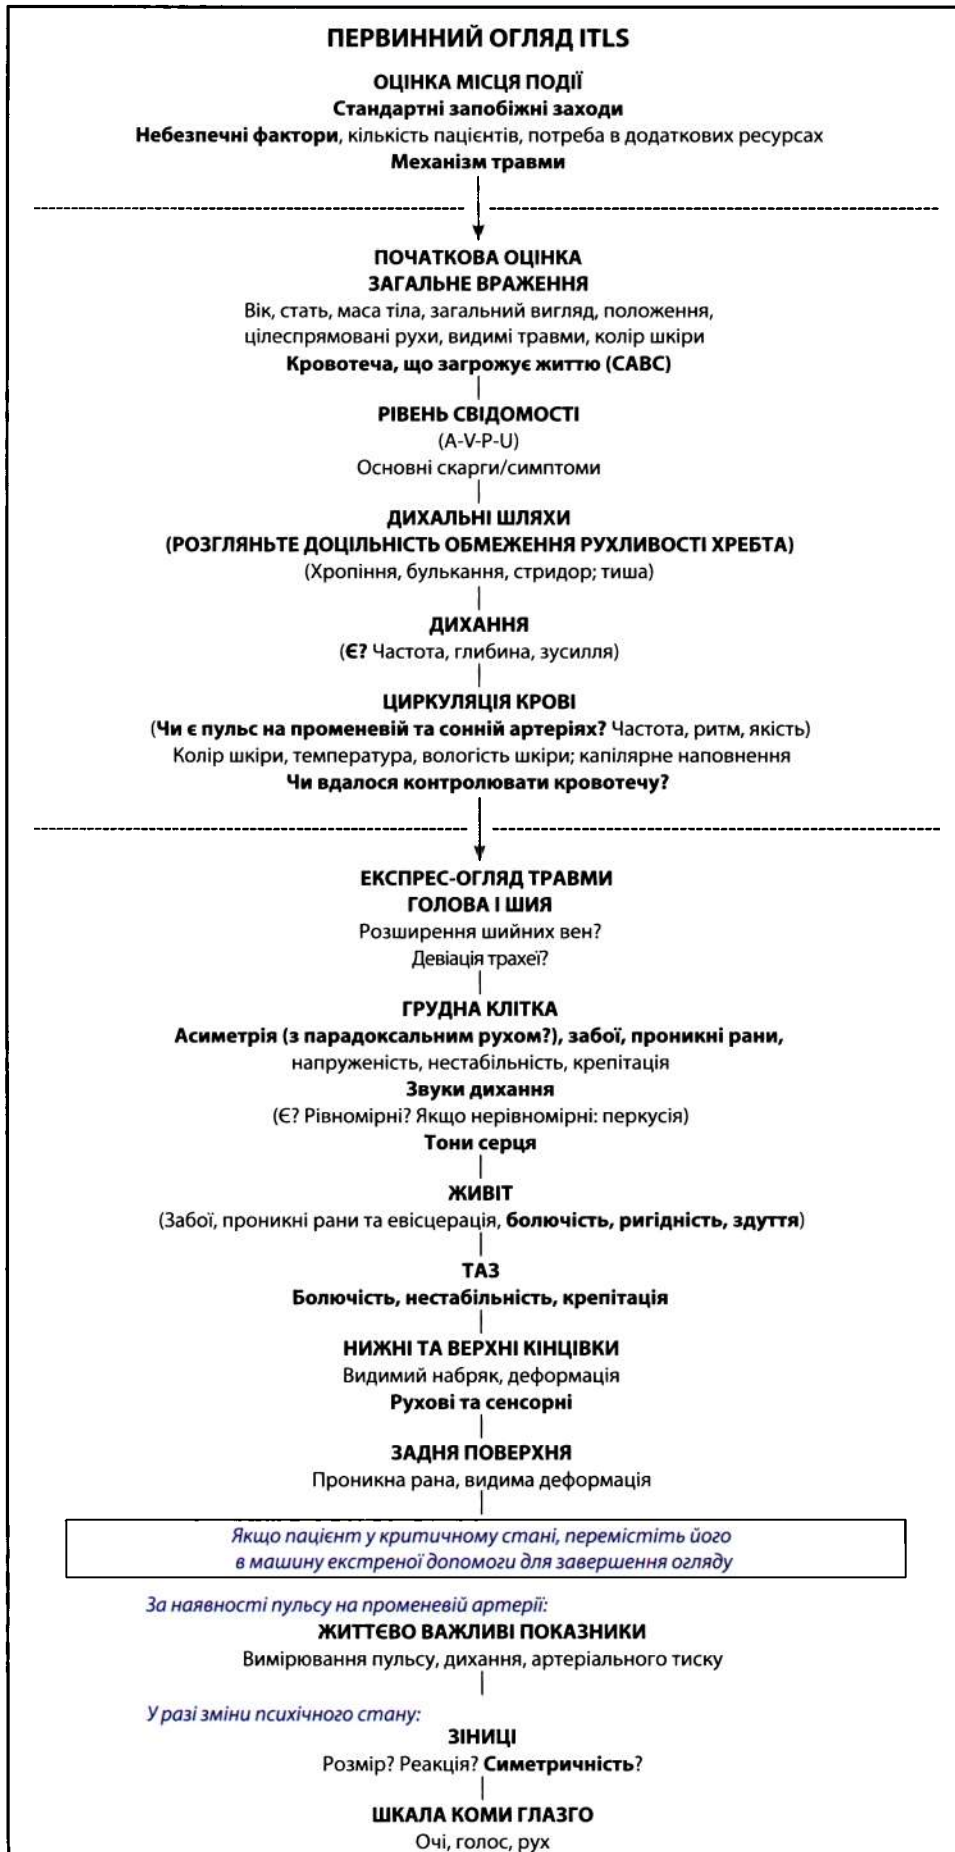 ПЕРВИННИЙ ОГЛЯД ITLS
ОЦІНКА МІСЦЯ ПОДІЇ
Стандартні запобіжні заходи
Небезпечні фактори, кількість пацієнтів, потреба в додаткових ресурсах
Механізм травми
ПОЧАТКОВА ОЦІНКА
ЗАГАЛЬНЕ ВРАЖЕННЯ
Вік, стать, маса тіла, загальний вигляд, положення,
цілеспрямовані рухи, видимі травми, колір шкіри
Кровотеча, що загрожує життю (CABC)
РІВЕНЬ СВІДОМОСТІ
(A-V-P-U)
Основні скарги/симптоми
ДИХАЛЬНІ ШЛЯХИ
(РОЗГЛЯНЬТЕ ДОЦІЛЬНІСТЬ ОБМЕЖЕННЯ РУХЛИВОСТІ ХРЕБТА)
(Хропіння, булькання, стридор; тиша)
ДИХАННЯ
(Є? Частота, глибина, зусилля)
ЦИРКУЛЯЦІЯ КРОВІ
(Чи є пульс на променевій та сонній артеріях? Частота, ритм, якість)
Колір шкіри, температура, вологість шкіри; капілярне наповнення
Чи вдалося контролювати кровотечу?
ЕКСПРЕС-ОГЛЯД ТРАВМИ
ГОЛОВА І ШИЯ
Розширення шийних вен?
Девіація трахеї?
ГРУДНА КЛІТКА
Асиметрія (з парадоксальним рухом?), забої, проникні рани,
напруженість, нестабільність, крепітація
Звуки дихання
(Є? Рівномірні? Якщо нерівномірні: перкусія)
Тони серця
ЖИВІТ
(Забої, проникні рани та евісцерація, болючість, ригідність, здуття)
ТАЗ
Болючість, нестабільність, крепітація
НИЖНІ ТА ВЕРХНІ КІНЦІВКИ
Видимий набряк, деформація
Рухові та сенсорні
ЗАДНЯ ПОВЕРХНЯ
Проникна рана, видима деформація
Якщо пацієнт у критичному стані, перемістіть його
в машину екстреної допомоги для завершення огляду
За наявності пульсу на променевій артерії:
ЖИТТЄВО ВАЖЛИВІ ПОКАЗНИКИ
Вимірювання пульсу, дихання, артеріального тиску
У разі зміни психічного стану:
ЗІНИЦІ
Розмір? Реакція? Симетричність?
ШКАЛА КОМИ ГЛАЗГО
Очі, голос, рух